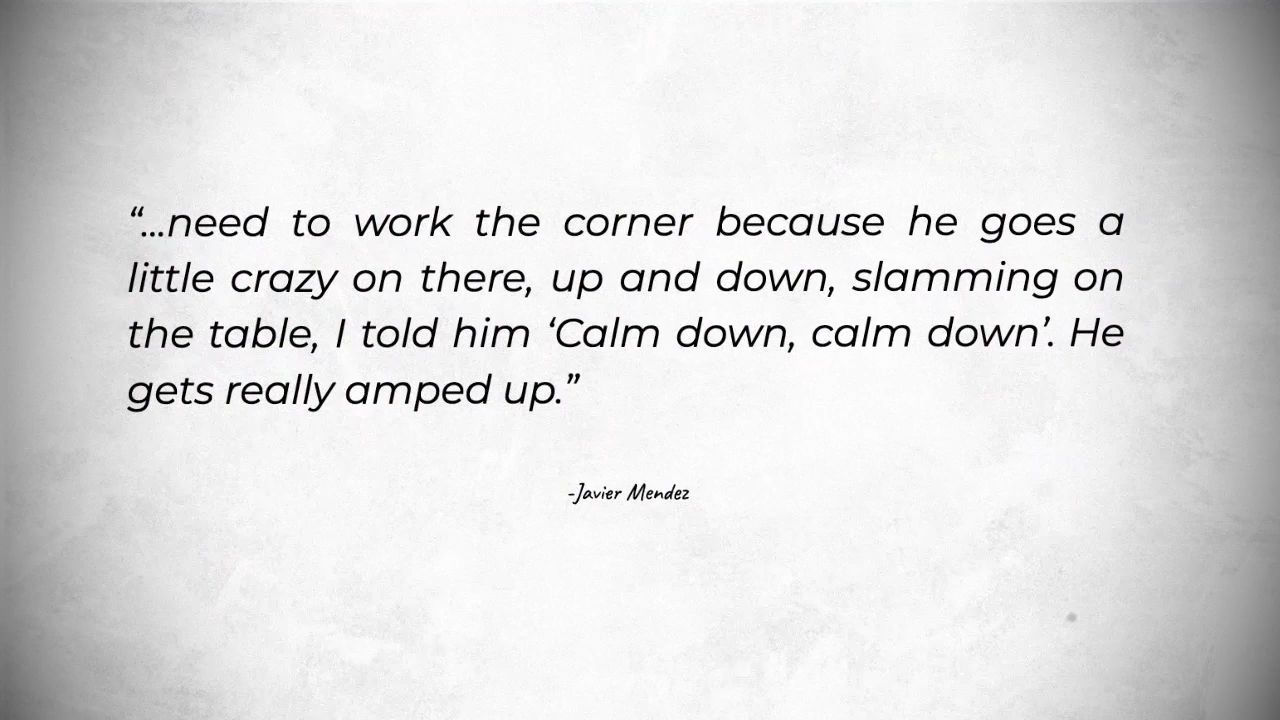 “...need to work the corner because he goes a
little crazy on there, up and down, slamming on
the table, I told him ‘Calm down, calm down’. He
gets really amped up.”
-Javier Mendez